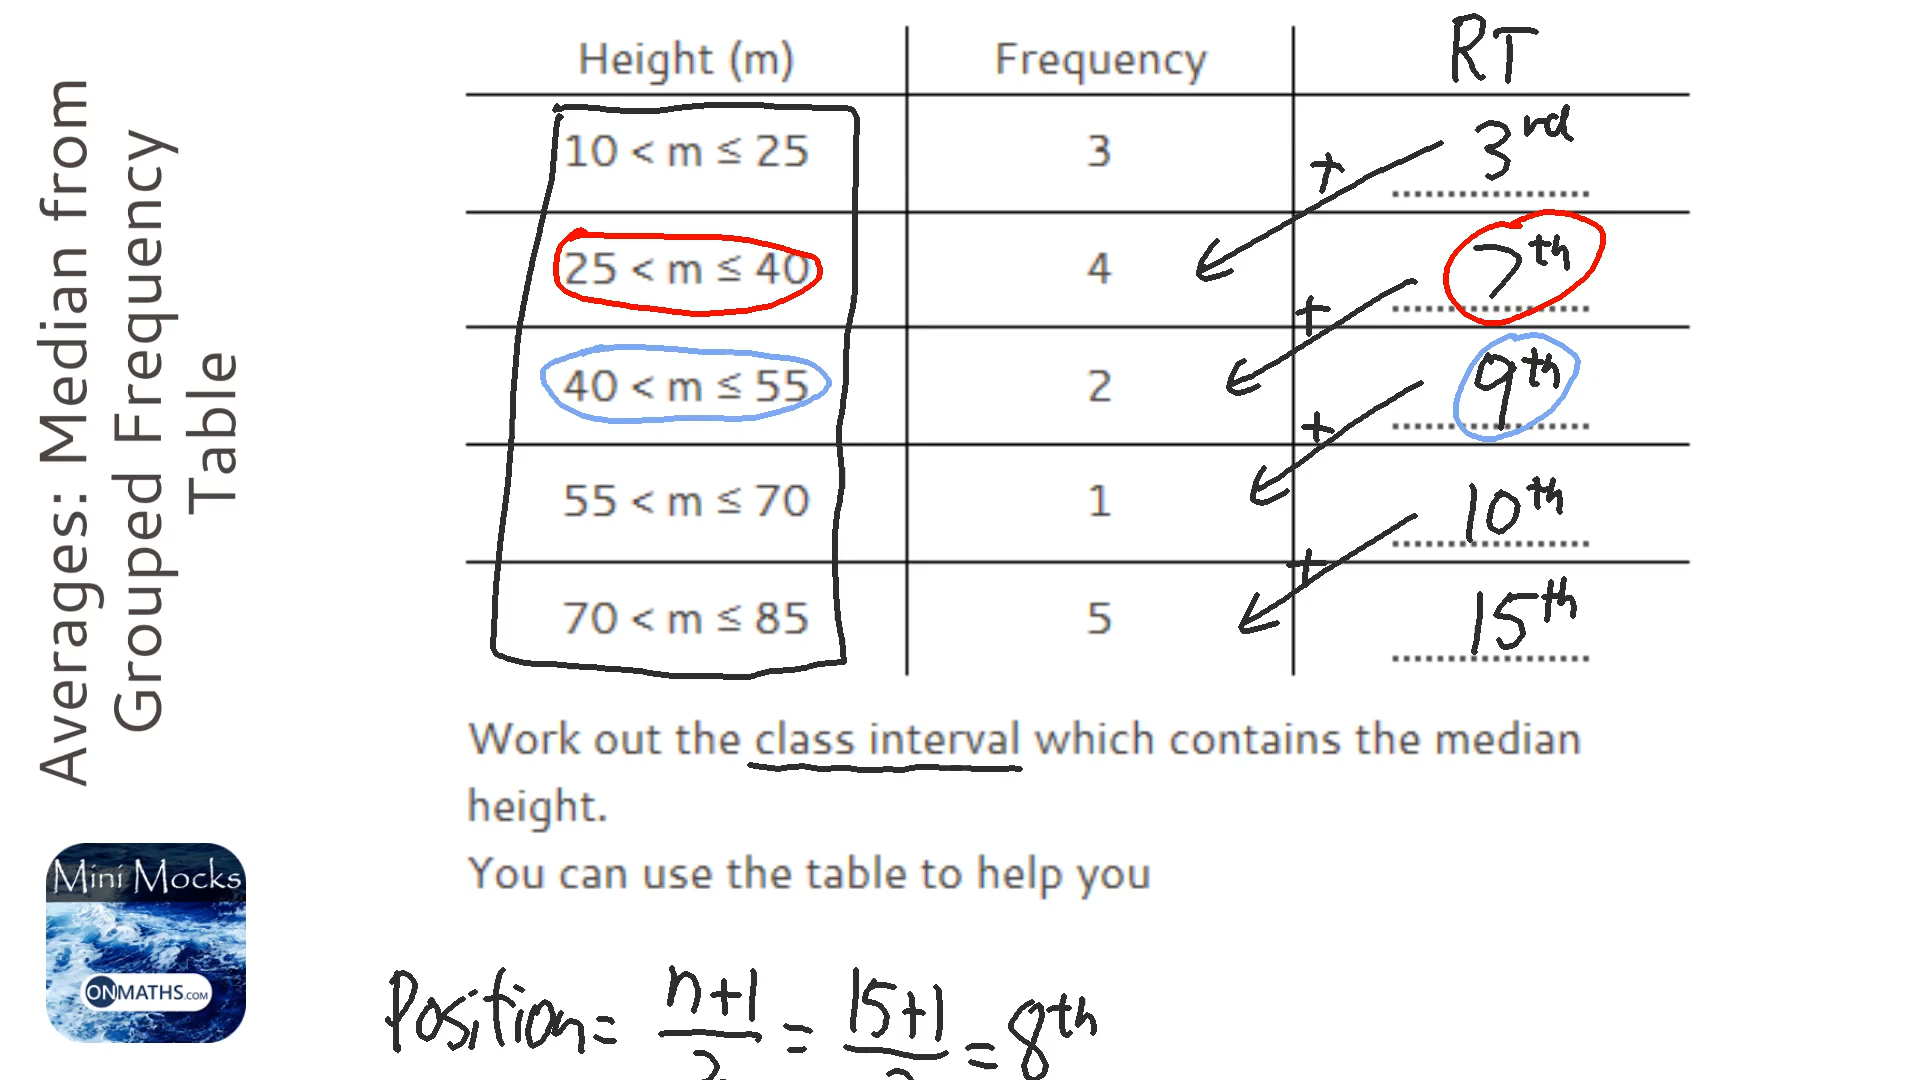 Averages: Median from
Grouped Frequency
Table
Height (m) Frequency RT
10 < m ≤ 25 3 + 3rd
25 < m ≤ 40 4 + 7th
40 < m ≤ 55 2 + 9th
55 < m ≤ 70 1 + 10th
70 < m ≤ 85 5 15th
Work out the class interval which contains the median
height.
You can use the table to help you
Mini Mocks
ONMATHS.COM
Position = n+1/2 = 15+1/2 = 8th